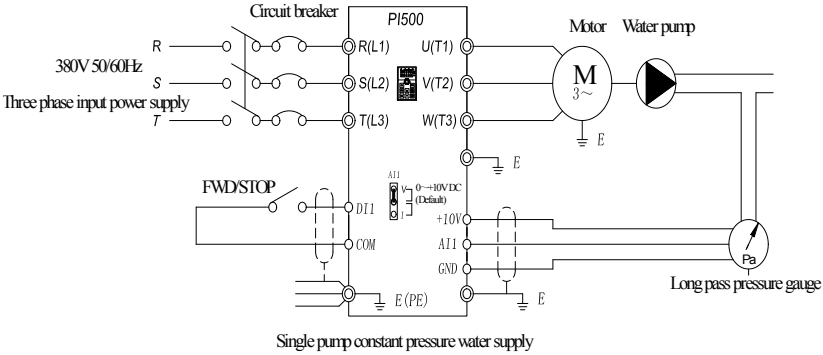 Circuit breaker
PI500
Motor
Water pump
R
R(L1)
U(T1)
380V 50/60Hz
S
S(L2)
V(T2)
M
3~
Three phase input power supply
T
T(L3)
W(T3)
E
E
AI1
FWD/STOP
V
0~+10V DC
(Default)
I
DI1
+10V
COM
AI1
GND
Pa
Long pass pressure gauge
E(PE)
E
Single pump constant pressure water supply